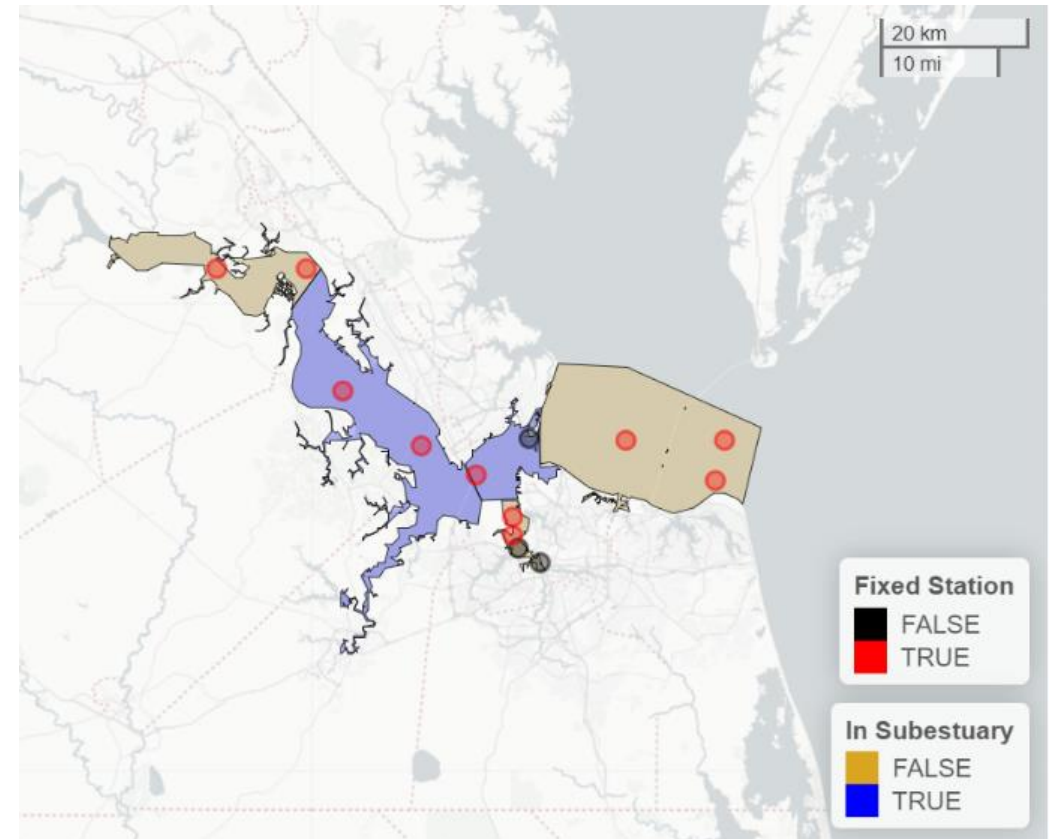 20 km
10 mi
Fixed Station
FALSE
TRUE
In Subestuary
FALSE
TRUE